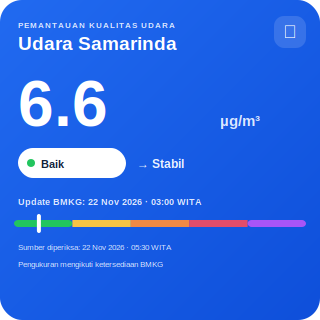 PEMANTAUAN KUALITAS UDARA
Udara Samarinda
6.6
µg/m³
Baik
→ Stabil
Update BMKG: 22 Nov 2026 · 03:00 WITA
Sumber diperiksa: 22 Nov 2026 · 05:30 WITA
Pengukuran mengikuti ketersediaan BMKG